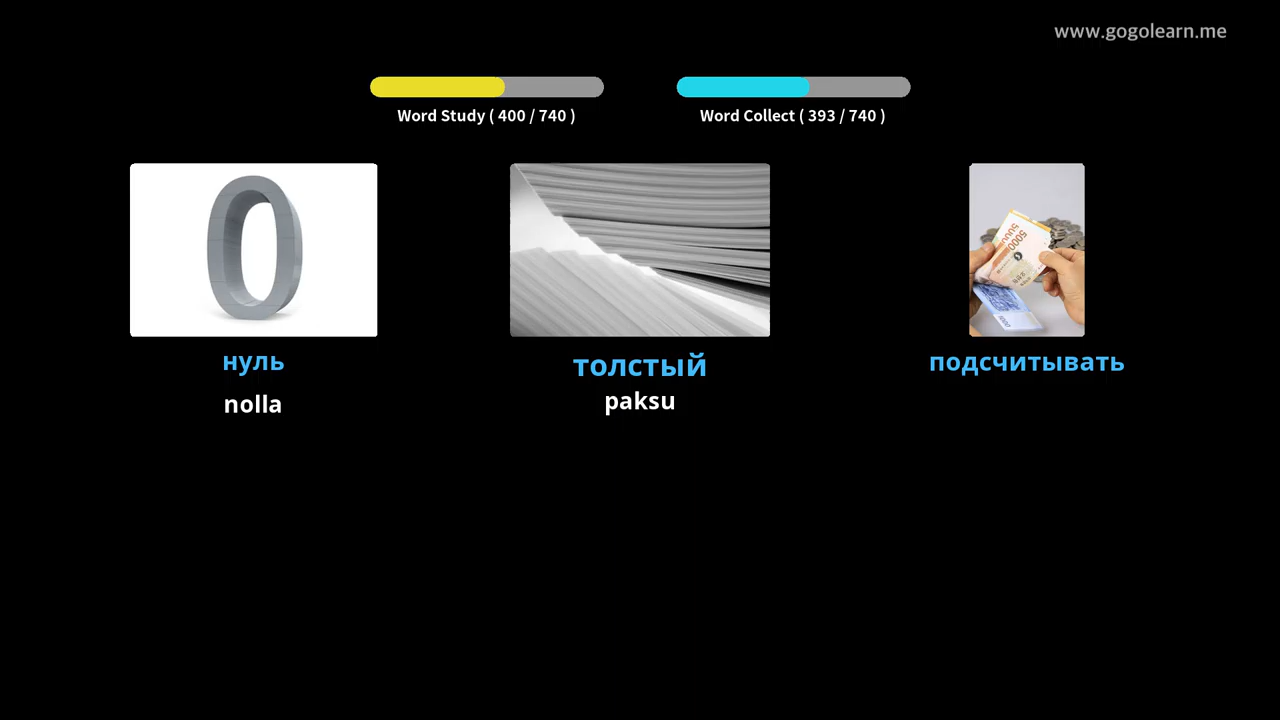 www.gogolearn.me
Word Study ( 400 / 740 )
Word Collect ( 393 / 740 )
нуль
nolla
толстый
paksu
подсчитывать